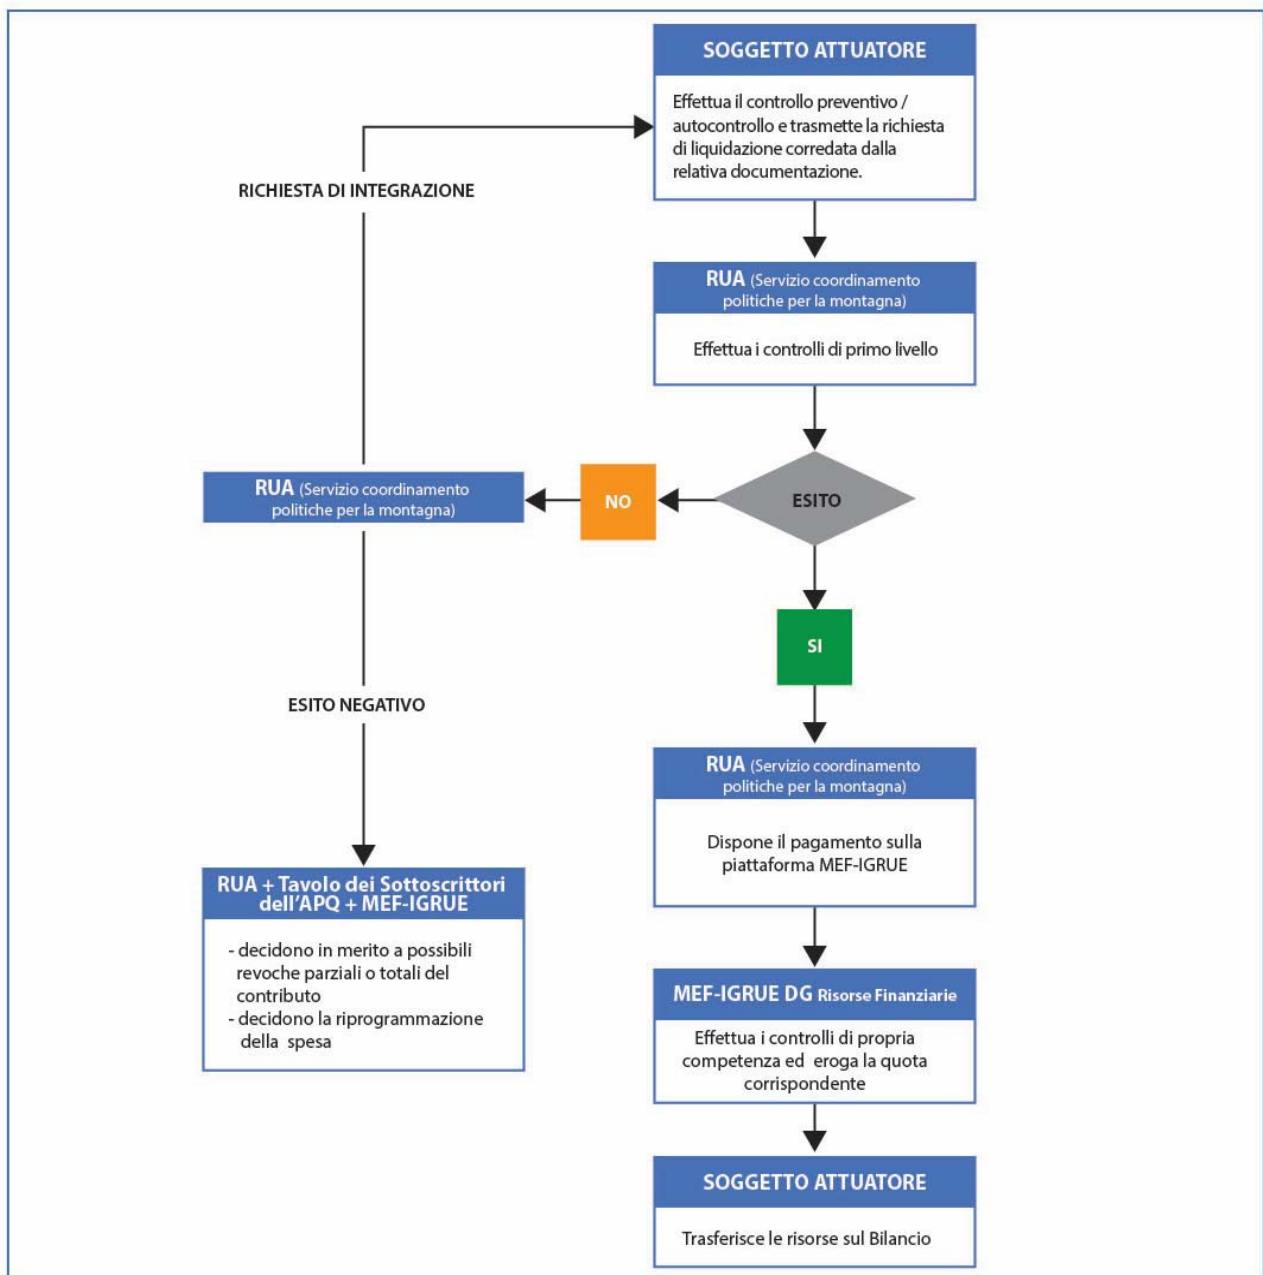 SOGGETTO ATTUATORE
Effettua il controllo preventivo /
autocontrollo e trasmette la richiesta
di liquidazione corredata dalla
relativa documentazione.
RICHIESTA DI INTEGRAZIONE
RUA (Servizio coordinamento
politiche per la montagna)
Effettua i controlli di primo livello
RUA (Servizio coordinamento
politiche per la montagna)
NO
ESITO
SI
ESITO NEGATIVO
RUA (Servizio coordinamento
politiche per la montagna)
Dispone il pagamento sulla
piattaforma MEF-IGRUE
RUA + Tavolo dei Sottoscrittori
dell'APQ + MEF-IGRUE
- decidono in merito a possibili
revoche parziali o totali del
contributo
- decidono la riprogrammazione
della spesa
MEF-IGRUE DG Risorse Finanziarie
Effettua i controlli di propria
competenza ed eroga la quota
corrispondente
SOGGETTO ATTUATORE
Trasferisce le risorse sul Bilancio